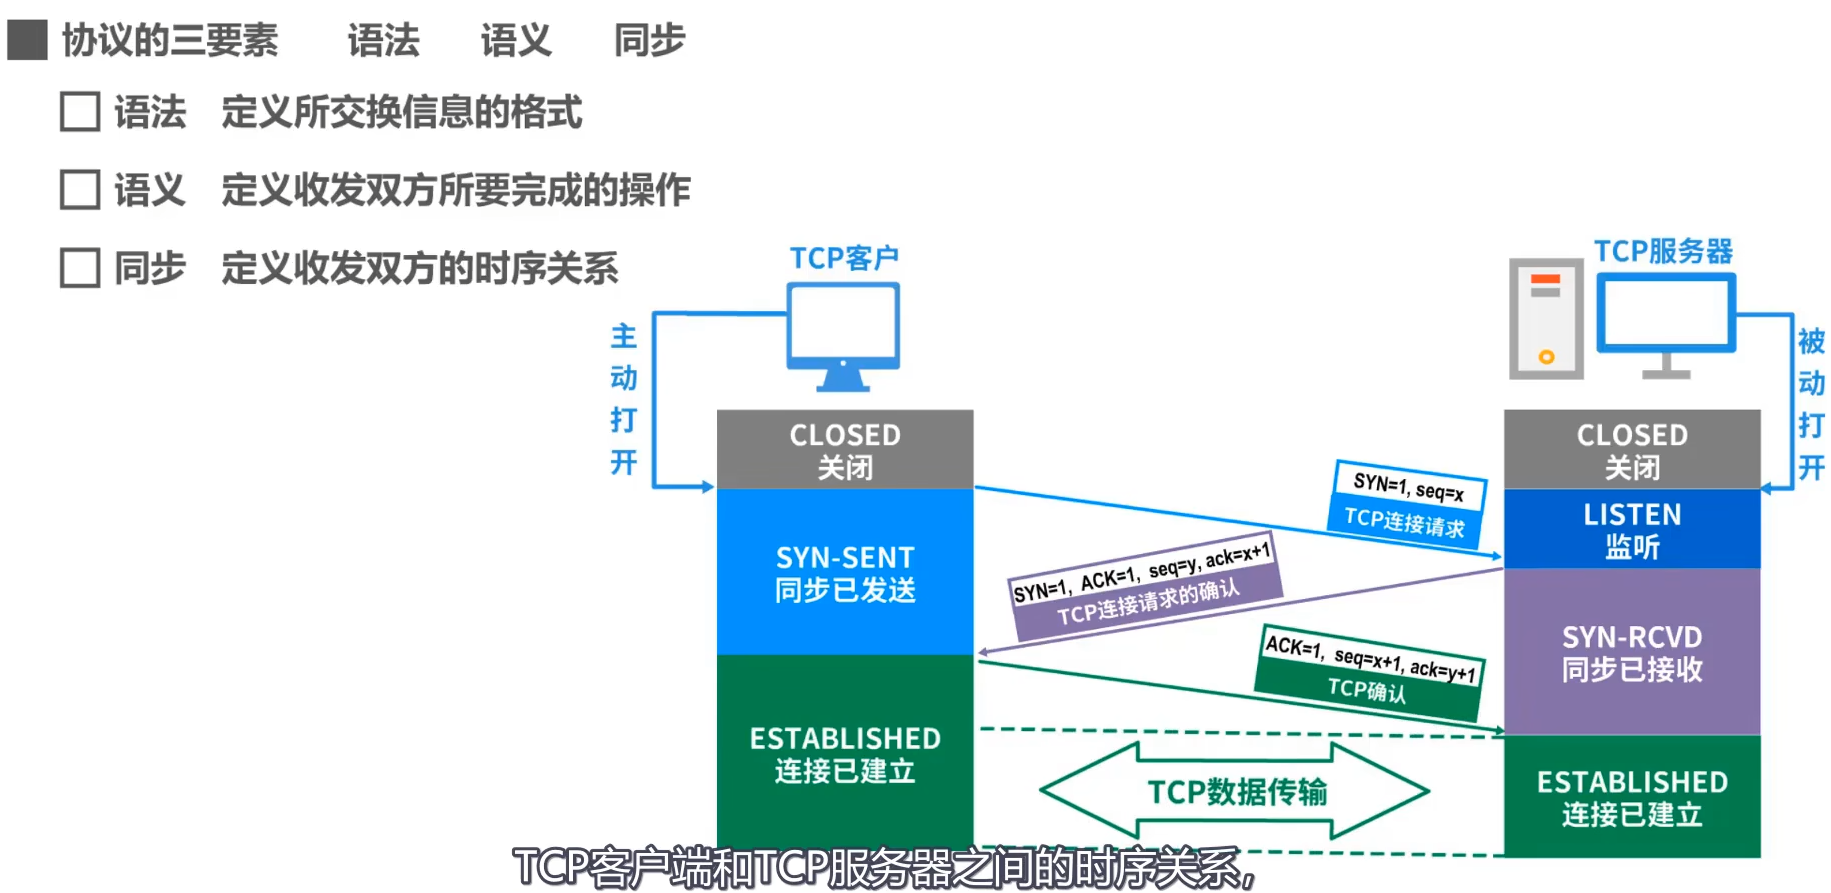 协议的三要素 语法 语义 同步
语法 定义所交换信息的格式
语义 定义收发双方所要完成的操作
同步 定义收发双方的时序关系
TCP客户
TCP服务器
主动打开
被动打开
CLOSED
关闭
CLOSED
关闭
SYN=1, seq=x
TCP连接请求
LISTEN
监听
SYN-SENT
同步已发送
SYN=1, ACK=1, seq=y, ack=x+1
TCP连接请求的确认
SYN-RCVD
同步已接收
ACK=1, seq=x+1, ack=y+1
TCP确认
ESTABLISHED
连接已建立
TCP数据传输
ESTABLISHED
连接已建立
TCP客户端和TCP服务器之间的时序关系，